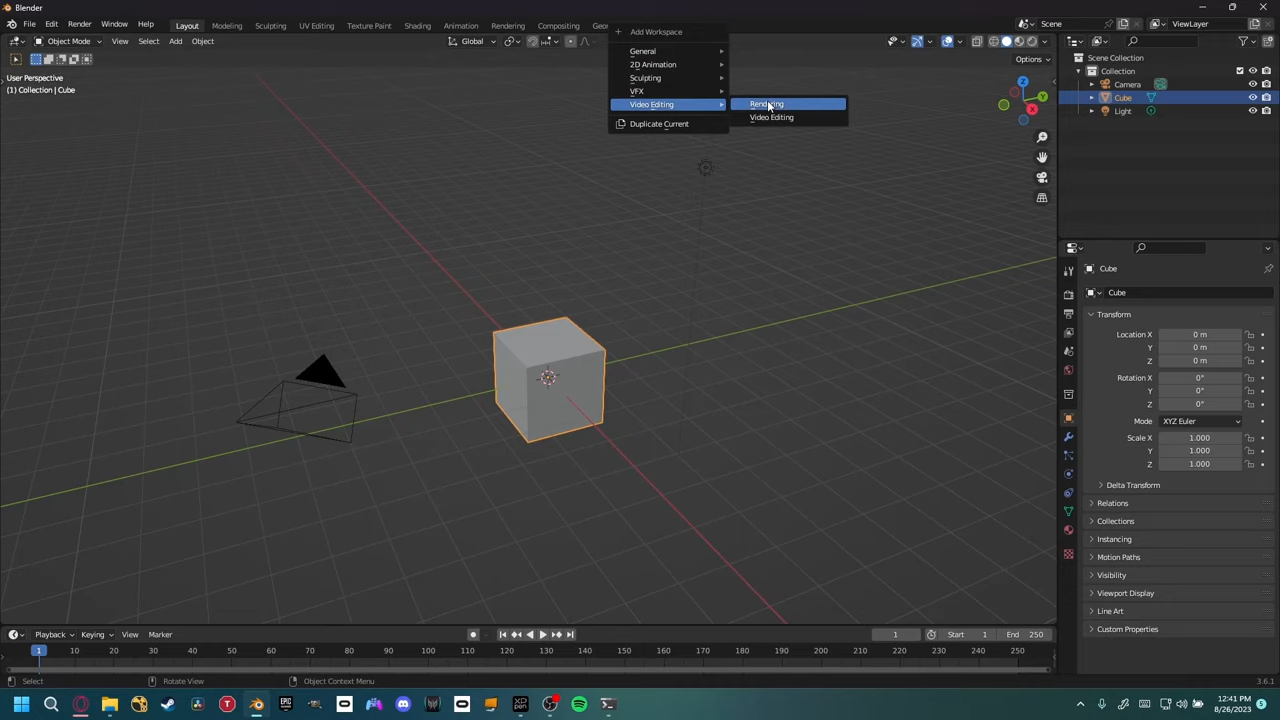 Blender
File Edit Render Window Help
Layout Modeling Sculpting UV Editing Texture Paint Shading Animation Rendering Compositing Geo
Scene
ViewLayer
Object Mode View Select Add Object
Global
Options
User Perspective
(1) Collection | Cube
Add Workspace
General
2D Animation
Sculpting
VFX
Video Editing
Duplicate Current
Rendering
Video Editing
Z
Y
X
Scene Collection
Collection
Camera
Cube
Light
Cube
Cube
Transform
Location X 0 m
Y 0 m
Z 0 m
Rotation X 0°
Y 0°
Z 0°
Mode XYZ Euler
Scale X 1.000
Y 1.000
Z 1.000
Delta Transform
Relations
Collections
Instancing
Motion Paths
Visibility
Viewport Display
Line Art
Custom Properties
Playback Keying View Marker
1 Start 1 End 250
1 10 20 30 40 50 60 70 80 90 100 110 120 130 140 150 160 170 180 190 200 210 220 230 240 250
Select Rotate View Object Context Menu
3.6.1
12:41 PM
8/26/2023